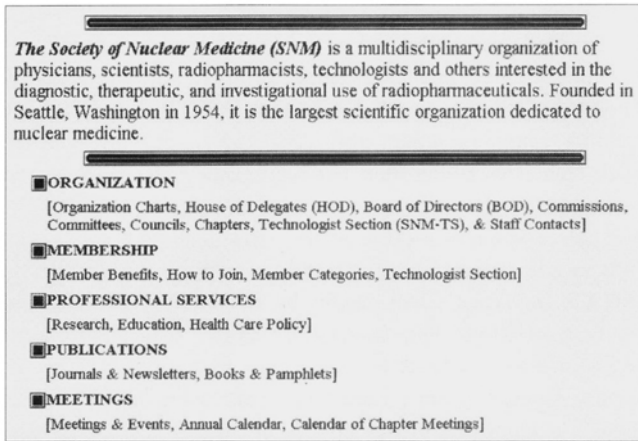 The Society of Nuclear Medicine (SNM) is a multidisciplinary organization of
physicians, scientists, radiopharmacists, technologists and others interested in the
diagnostic, therapeutic, and investigational use of radiopharmaceuticals. Founded in
Seattle, Washington in 1954, it is the largest scientific organization dedicated to
nuclear medicine.
ORGANIZATION
[Organization Charts, House of Delegates (HOD), Board of Directors (BOD), Commissions,
Committees, Councils, Chapters, Technologist Section (SNM-TS), & Staff Contacts]
MEMBERSHIP
[Member Benefits, How to Join, Member Categories, Technologist Section]
PROFESSIONAL SERVICES
[Research, Education, Health Care Policy]
PUBLICATIONS
[Journals & Newsletters, Books & Pamphlets]
MEETINGS
[Meetings & Events, Annual Calendar, Calendar of Chapter Meetings]